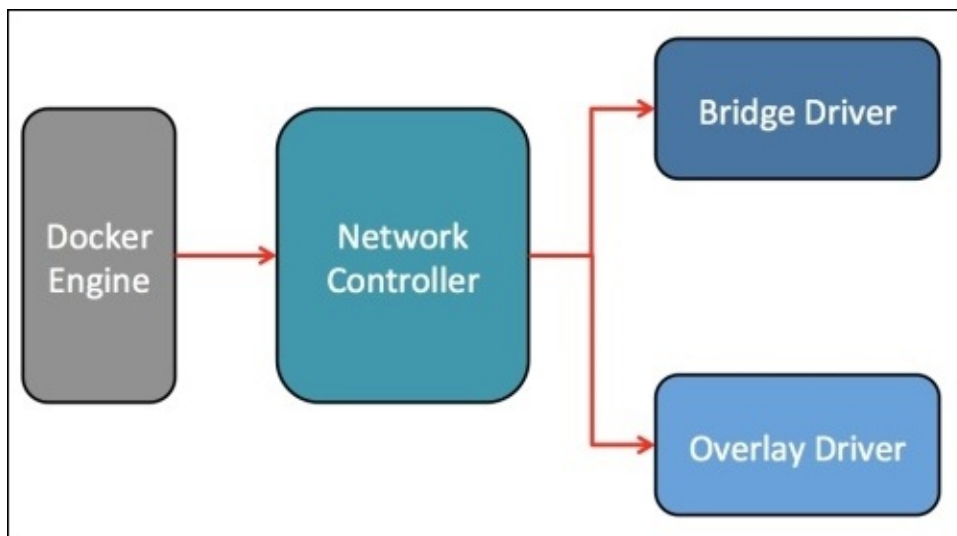 Docker
Engine
Network
Controller
Bridge Driver
Overlay Driver